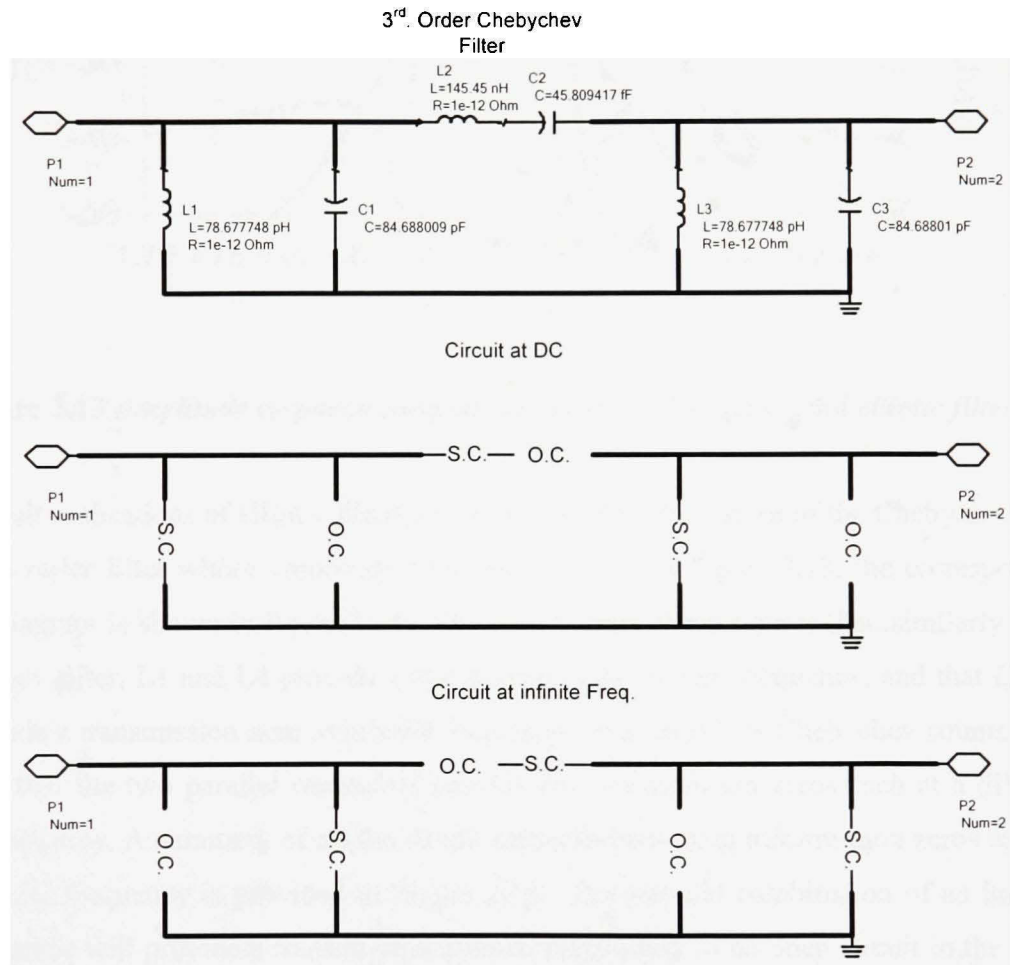 3rd. Order Chebychev
Filter
L2
L=145.45 nH
R=1e-12 Ohm
C2
C=45.809417 fF
P1
Num=1
P2
Num=2
L1
L=78.677748 pH
R=1e-12 Ohm
C1
C=84.688009 pF
L3
L=78.677748 pH
R=1e-12 Ohm
C3
C=84.68801 pF
Circuit at DC
S.C. O.C.
P1
Num=1
P2
Num=2
S.C.
O.C.
S.C.
O.C.
Circuit at infinite Freq.
O.C. S.C.
P1
Num=1
P2
Num=2
O.C.
S.C.
O.C.
S.C.